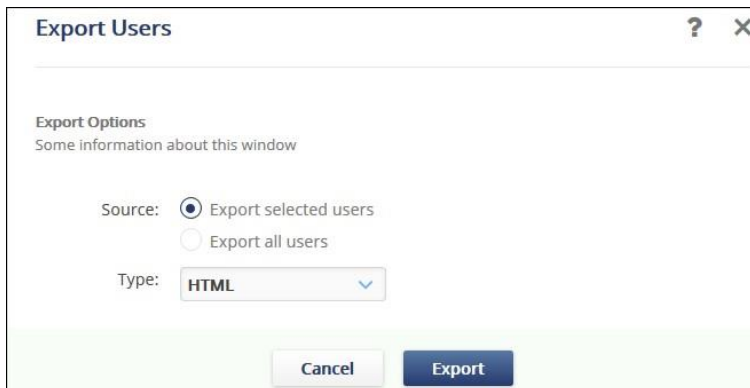 Export Users
Export Options
Some information about this window
Source: Export selected users
Export all users
Type: HTML
Cancel Export